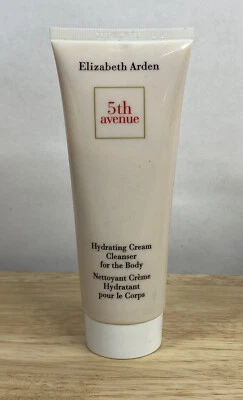 Elizabeth Arden
5th
avenue
Hydrating Cream
Cleanser
for the Body
Nettoyant Crème
Hydratant
pour le Corps